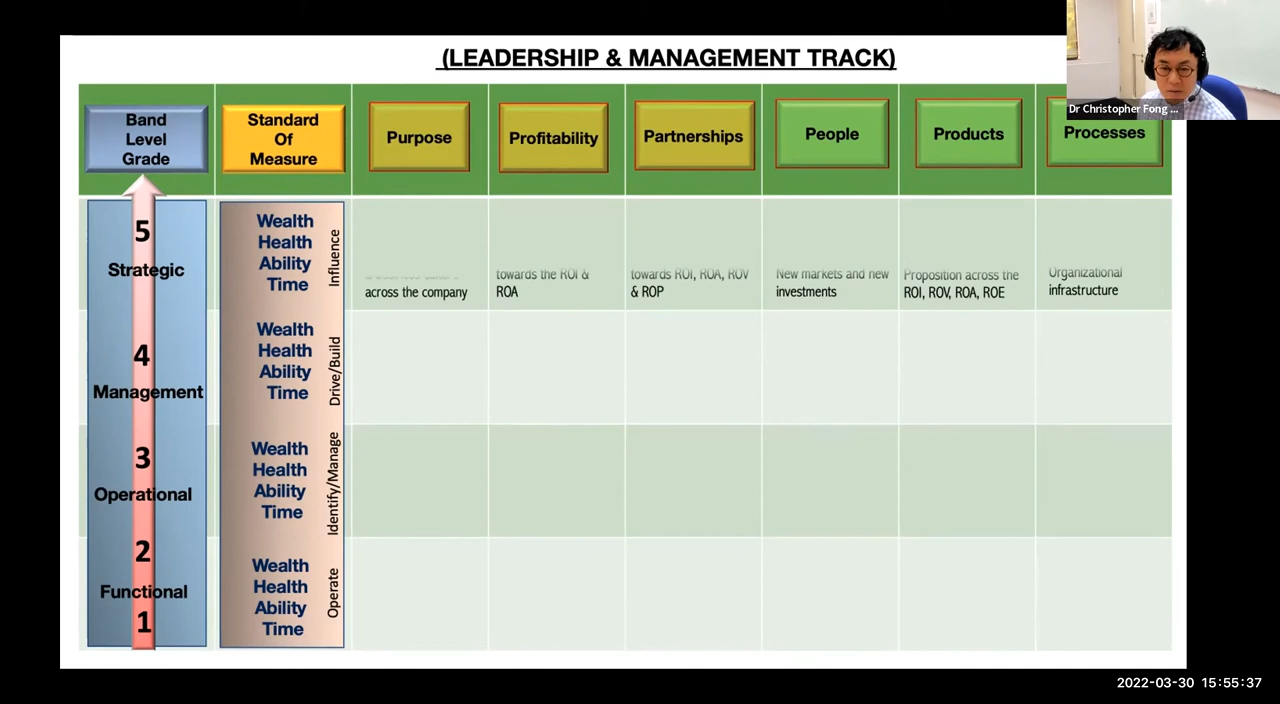 (LEADERSHIP & MANAGEMENT TRACK)
Band
Level
Grade
Standard
Of
Measure
Purpose
Profitability
Partnerships
People
Products
Processes
Dr Christopher Fong ...
5
Strategic
Wealth
Health
Ability
Time
Influence
across the company
towards the ROI &
ROA
towards ROI, ROA, ROV
& ROP
New markets and new
investments
Proposition across the
ROI, ROV, ROA, ROE
Organizational
infrastructure
4
Management
Wealth
Health
Ability
Time
Drive/Build
3
Operational
Wealth
Health
Ability
Time
Identify/Manage
2
Functional
1
Wealth
Health
Ability
Time
Operate
2022-03-30 15:55:37